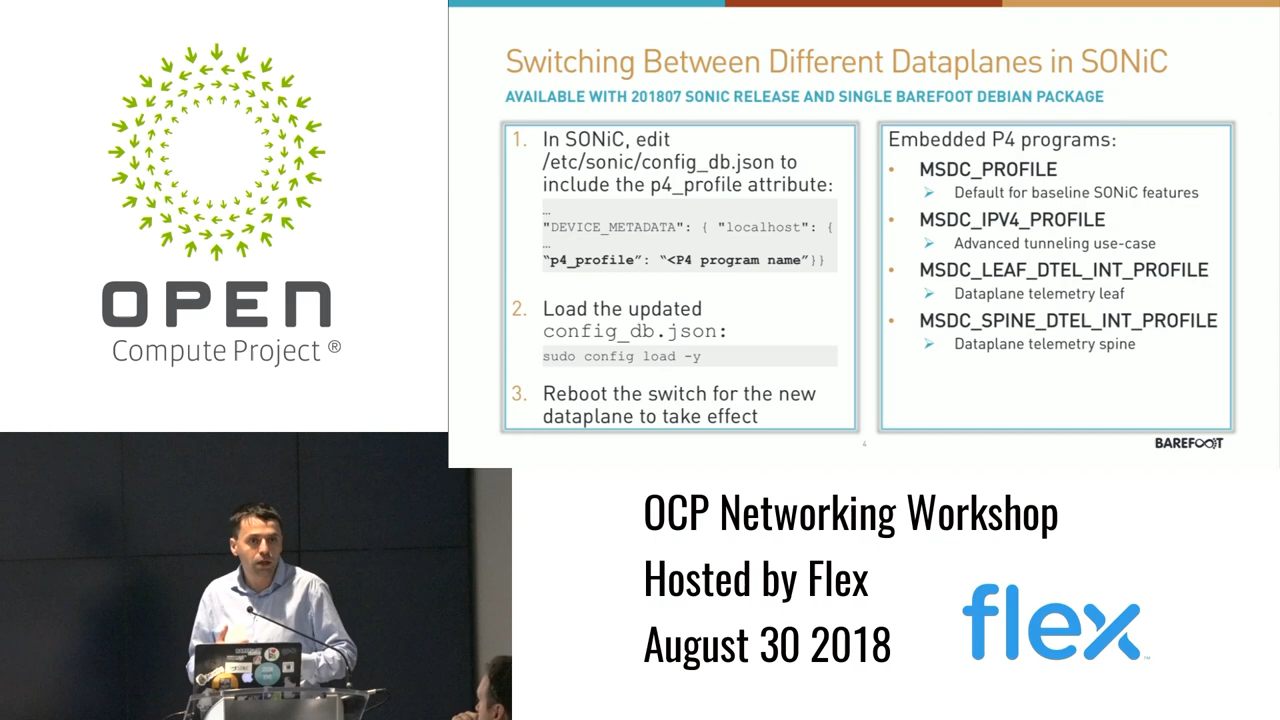 OPEN
Compute Project ®
Switching Between Different Dataplanes in SONiC
AVAILABLE WITH 201807 SONIC RELEASE AND SINGLE BAREFOOT DEBIAN PACKAGE
1. In SONiC, edit
/etc/sonic/config_db.json to
include the p4_profile attribute:
…
"DEVICE_METADATA": { "localhost": {
…
“p4_profile”: “<P4 program name”}}
2. Load the updated
config_db.json:
sudo config load -y
3. Reboot the switch for the new
dataplane to take effect
Embedded P4 programs:
• MSDC_PROFILE
➢ Default for baseline SONiC features
• MSDC_IPV4_PROFILE
➢ Advanced tunneling use-case
• MSDC_LEAF_DTEL_INT_PROFILE
➢ Dataplane telemetry leaf
• MSDC_SPINE_DTEL_INT_PROFILE
➢ Dataplane telemetry spine
4
BAREFOOT
OCP Networking Workshop
Hosted by Flex
August 30 2018
flex